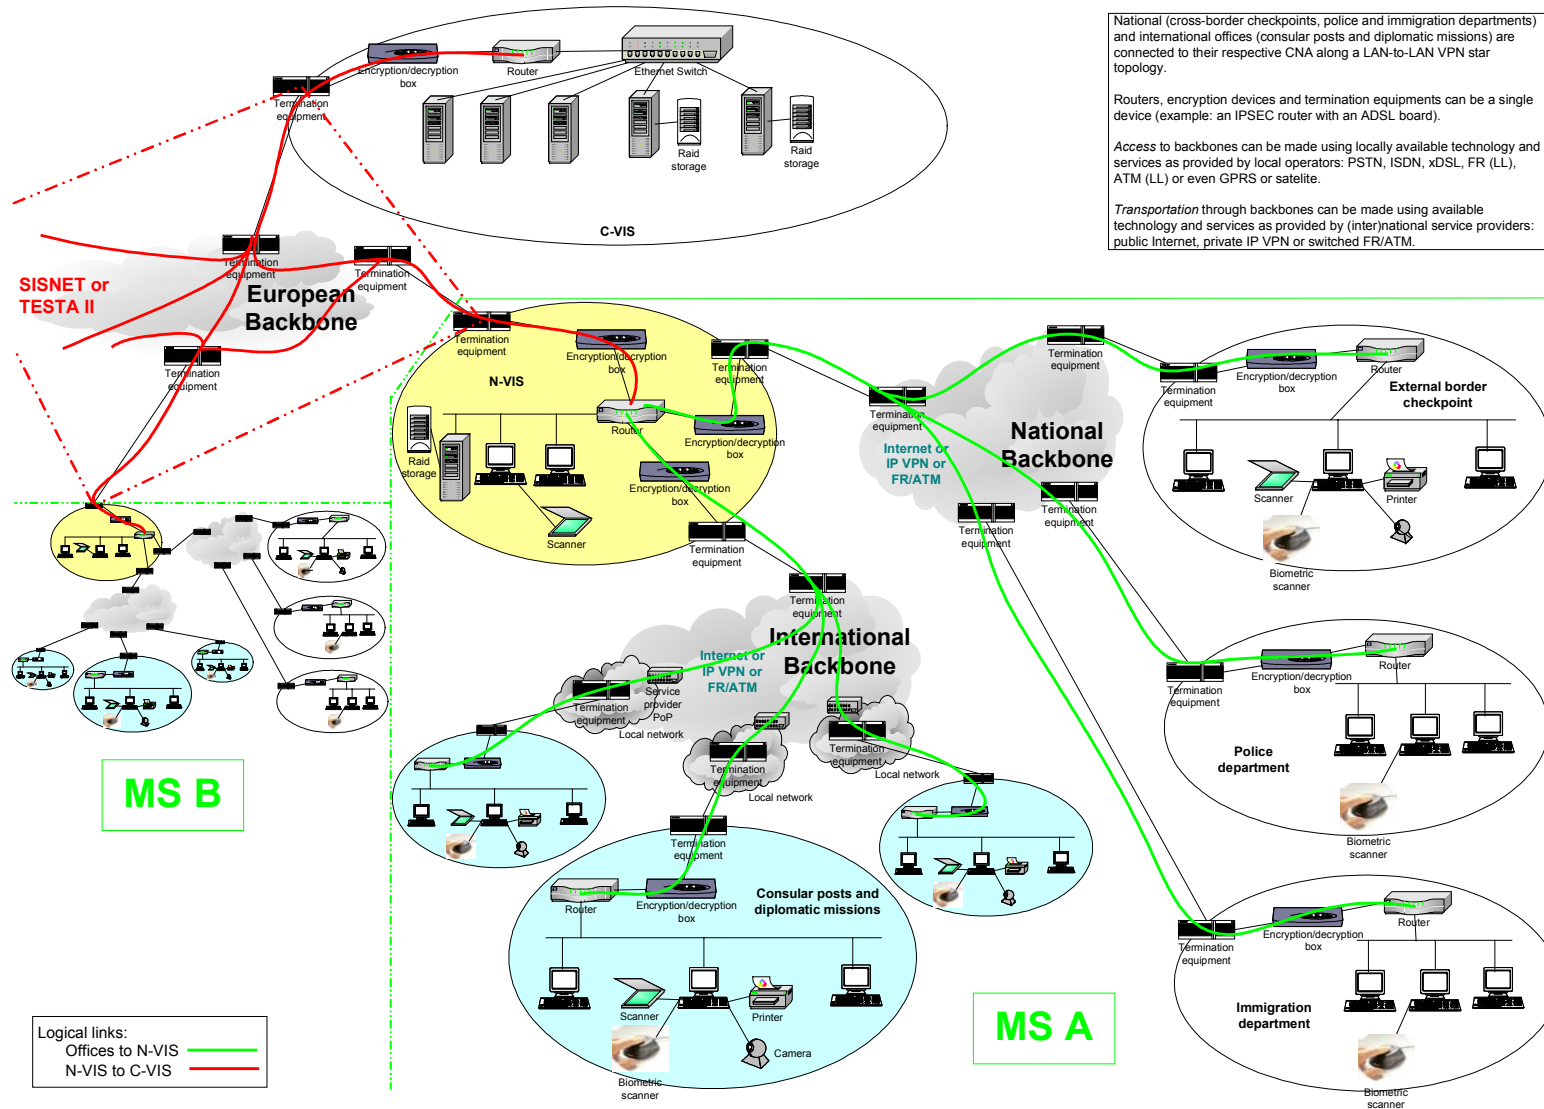 National (cross-border checkpoints, police and immigration departments)
and international offices (consular posts and diplomatic missions) are
connected to their respective CNA along a LAN-to-LAN VPN star
topology.
Routers, encryption devices and termination equipments can be a single
device (example: an IPSEC router with an ADSL board).
Access to backbones can be made using locally available technology and
services as provided by local operators: PSTN, ISDN, xDSL, FR (LL),
ATM (LL) or even GPRS or satelite.
Transportation through backbones can be made using available
technology and services as provided by (inter)national service providers:
public Internet, private IP VPN or switched FR/ATM.
Encryption/decryption
box
Router
Ethernet Switch
Termination
equipment
Raid
storage
Raid
storage
C-VIS
Termination
equipment
Termination
equipment
SISNET or
TESTA II
European
Backbone
Termination
equipment
Termination
equipment
Encryption/decryption
box
N-VIS
Termination
equipment
Router
Encryption/decryption
box
Raid
storage
Encryption/decryption
box
Scanner
Termination
equipment
Termination
equipment
Termination
equipment
National
Backbone
Internet or
IP VPN or
FR/ATM
Termination
equipment
Termination
equipment
Termination
equipment
Encryption/decryption
box
Router
External border
checkpoint
Scanner
Printer
Biometric
scanner
Termination
equipment
International
Backbone
Internet or
IP VPN or
FR/ATM
Termination
equipment
Service
provider
PoP
Local network
Termination
equipment
Local network
Termination
equipment
Local network
Termination
equipment
Encryption/decryption
box
Router
Police
department
Biometric
scanner
MS B
Termination
equipment
Router
Encryption/decryption
box
Consular posts and
diplomatic missions
Scanner
Printer
Camera
Biometric
scanner
MS A
Termination
equipment
Encryption/decryption
box
Router
Immigration
department
Biometric
scanner
Logical links:
Offices to N-VIS
N-VIS to C-VIS